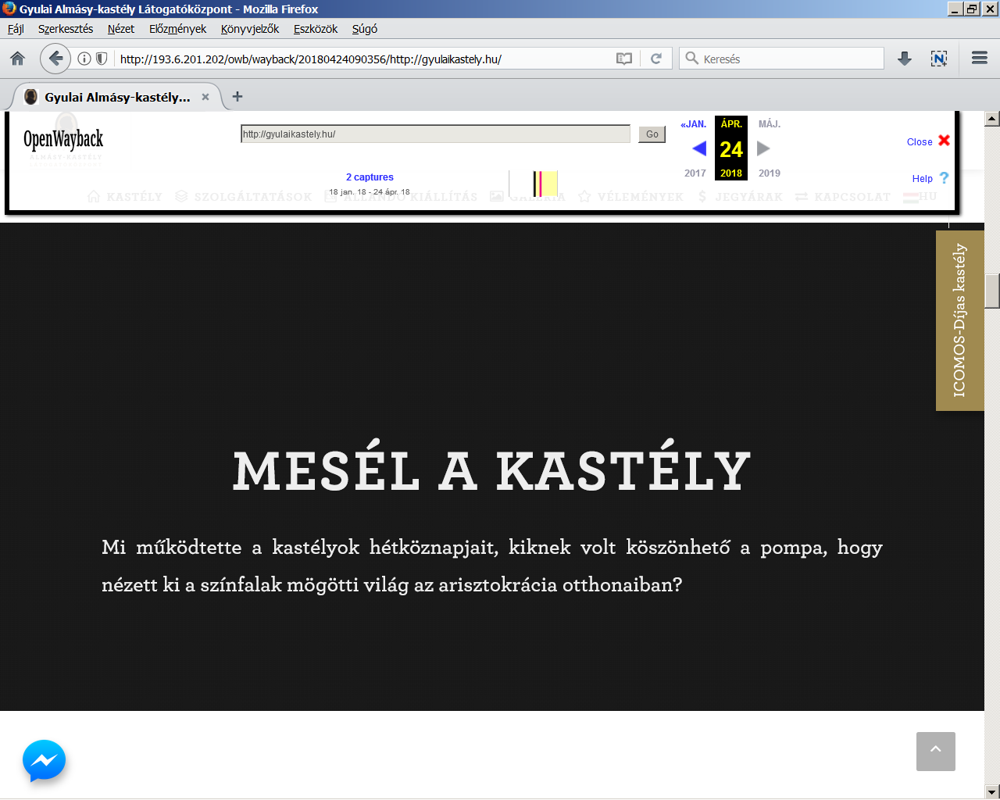 Gyulai Almásy-kastély Látogatóközpont - Mozilla Firefox
Fájl Szerkesztés Nézet Előzmények Könyvjelzők Eszközök Súgó
http://193.6.201.202/owb/wayback/20180424090356/http://gyulaikastely.hu/
Keresés
Gyulai Almásy-kastély...
OpenWayback
ALMÁSY-KASTÉLY
http://gyulaikastely.hu/
Go
«JAN. ÁPR. MÁJ.
24
2017 2018 2019
Close
Help
2 captures
18 jan. 18 - 24 ápr. 18
KASTÉLY SZOLGÁLTATÁSOK ÁLLANDÓ KIÁLLÍTÁS GALÉRIA VÉLEMÉNYEK JEGYÁRAK KAPCSOLAT HU
ICOMOS-Díjas kastély
MESÉL A KASTÉLY
Mi működtette a kastélyok hétköznapjait, kiknek volt köszönhető a pompa, hogy
nézett ki a színfalak mögötti világ az arisztokrácia otthonaiban?